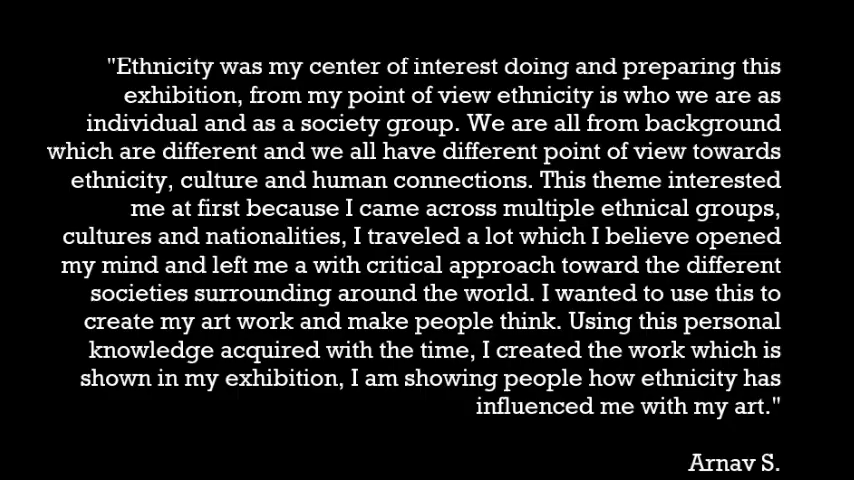 "Ethnicity was my center of interest doing and preparing this
exhibition, from my point of view ethnicity is who we are as
individual and as a society group. We are all from background
which are different and we all have different point of view towards
ethnicity, culture and human connections. This theme interested
me at first because I came across multiple ethnical groups,
cultures and nationalities, I traveled a lot which I believe opened
my mind and left me a with critical approach toward the different
societies surrounding around the world. I wanted to use this to
create my art work and make people think. Using this personal
knowledge acquired with the time, I created the work which is
shown in my exhibition, I am showing people how ethnicity has
influenced me with my art."
Arnav S.